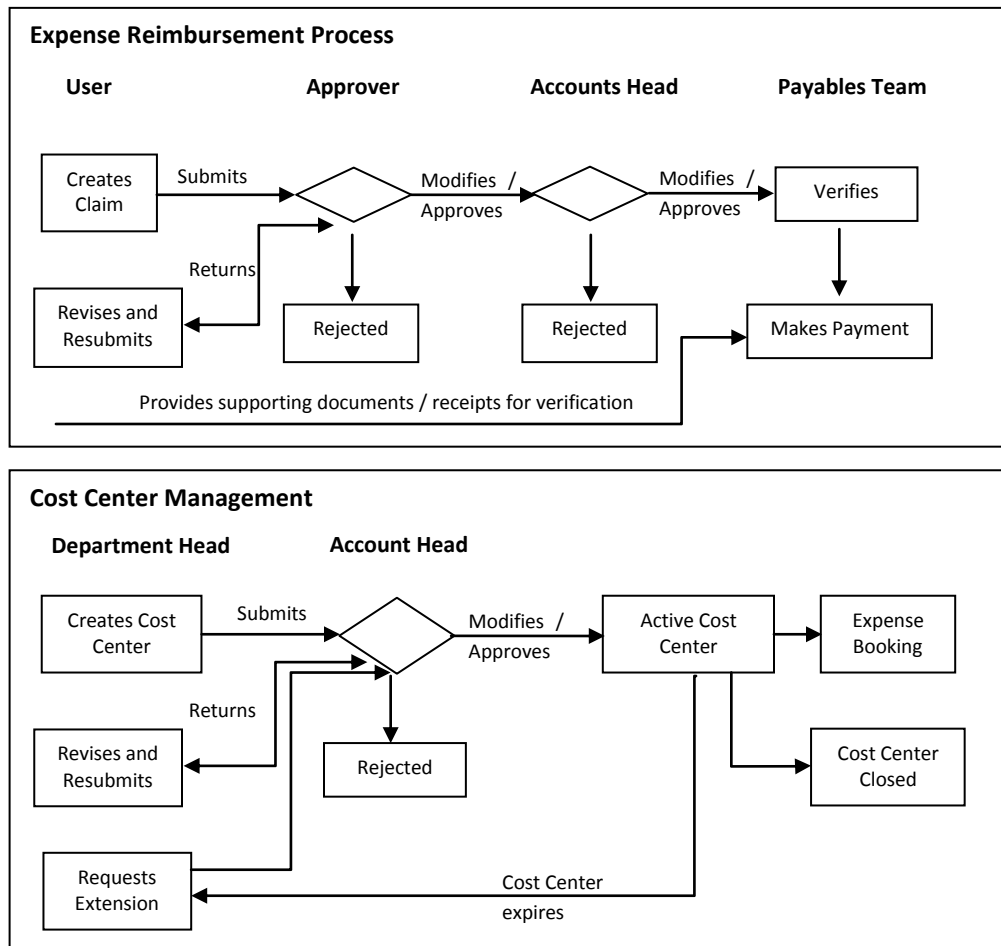 Expense Reimbursement Process
User
Approver
Accounts Head
Payables Team
Creates
Claim
Submits
Modifies /
Approves
Modifies /
Approves
Verifies
Returns
Revises and
Resubmits
Rejected
Rejected
Makes Payment
Provides supporting documents / receipts for verification
Cost Center Management
Department Head
Account Head
Creates Cost
Center
Submits
Modifies /
Approves
Active Cost
Center
Expense
Booking
Returns
Revises and
Resubmits
Rejected
Cost Center
Closed
Requests
Extension
Cost Center
expires